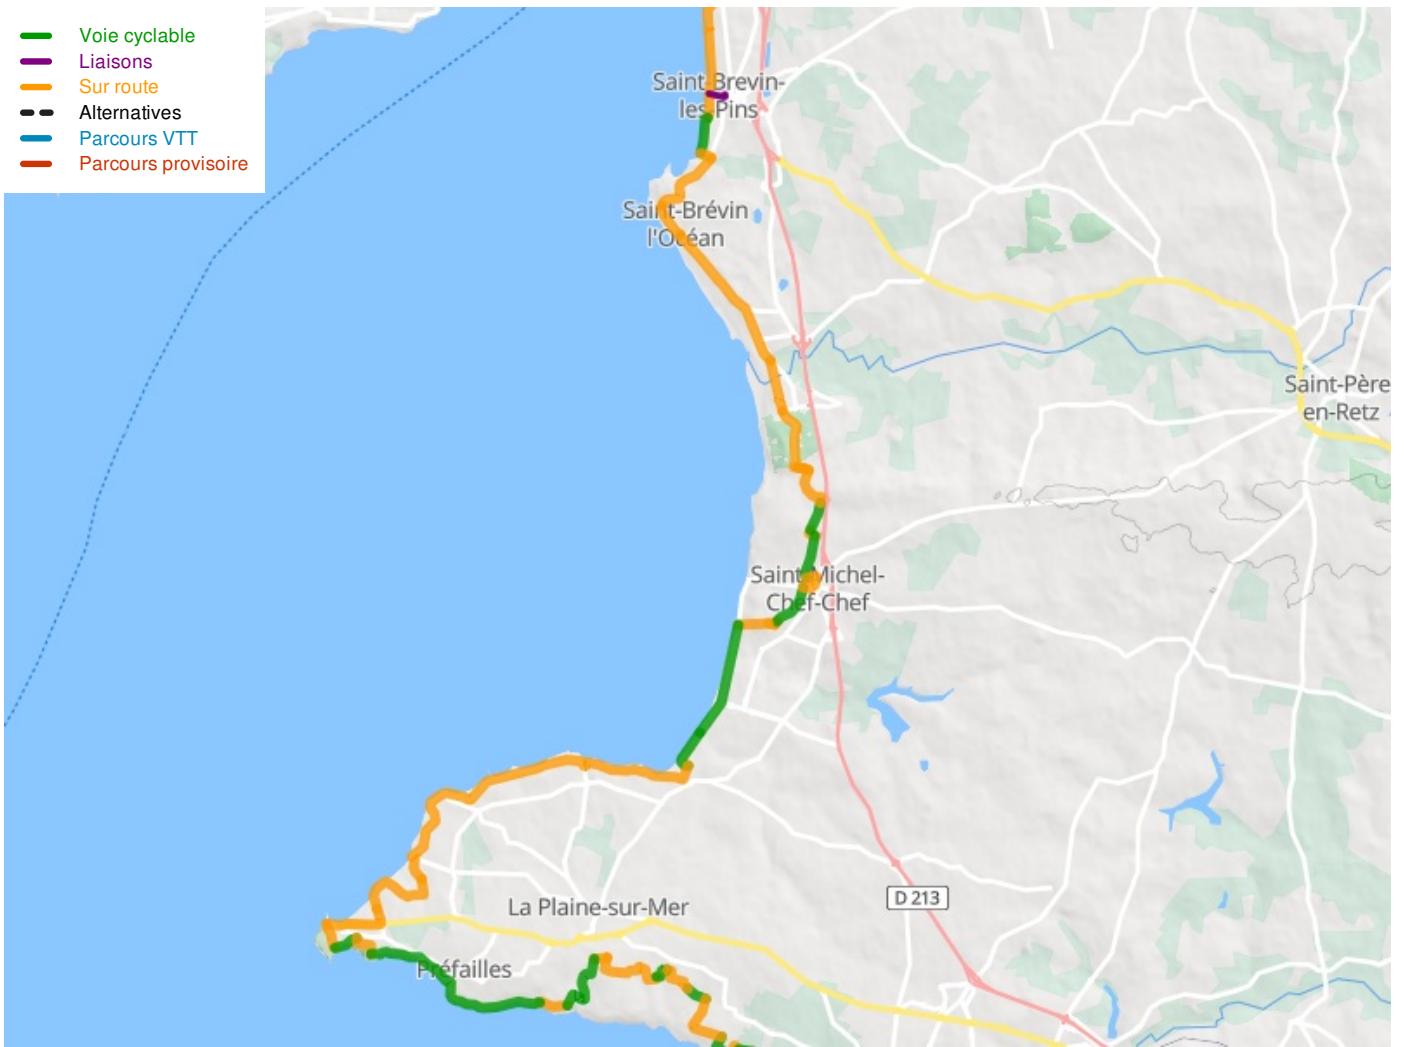 Voie cyclable
Liaisons
Sur route
Alternatives
Parcours VTT
Parcours provisoire
Saint-Brevin-
les Pins
Saint-Brévin
l'Océan
Saint-Père
en-Retz
Saint-Michel-
Chef-Chef
D 213
La Plaine-sur-Mer
Préfailles